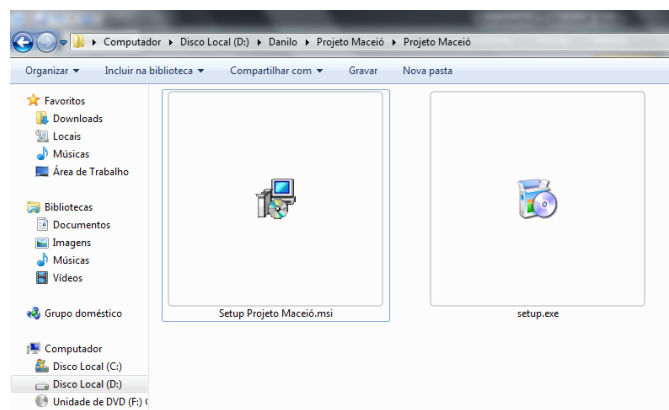 Computador ▸ Disco Local (D:) ▸ Danilo ▸ Projeto Maceió ▸ Projeto Maceió
Organizar Incluir na biblioteca Compartilhar com Gravar Nova pasta
Favoritos
Downloads
Locais
Músicas
Área de Trabalho
Bibliotecas
Documentos
Imagens
Músicas
Vídeos
Grupo doméstico
Computador
Disco Local (C:)
Disco Local (D:)
Unidade de DVD (F:)
Setup Projeto Maceió.msi
setup.exe